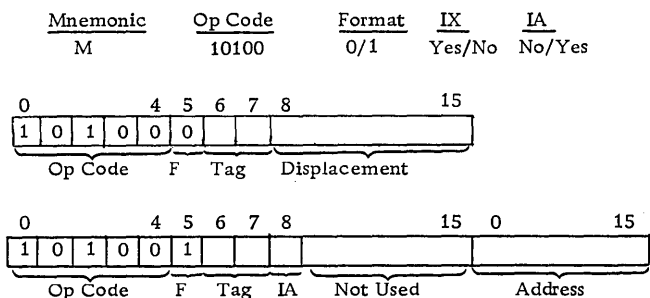 Mnemonic Op Code Format IX IA
M 10100 0/1 Yes/No No/Yes
0 4 5 6 7 8 15
1 0 1 0 0 0
Op Code F Tag Displacement
0 4 5 6 7 8 15 0 15
1 0 1 0 0 1
Op Code F Tag IA Not Used Address